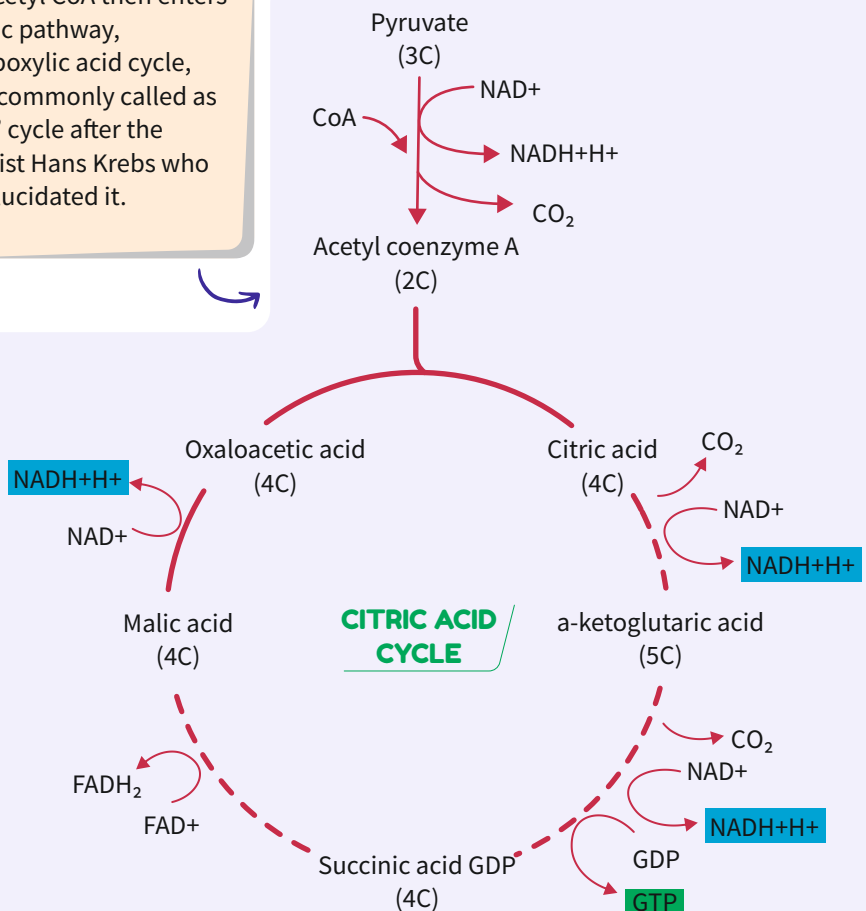 c pathway,
boxylic acid cycle,
commonly called as
cycle after the
ist Hans Krebs who
lucidated it.
Pyruvate
(3C)
NAD+
CoA
NADH+H+
CO₂
Acetyl coenzyme A
(2C)
Oxaloacetic acid
(4C)
Citric acid
(4C)
CO₂
NAD+
NADH+H+
NADH+H+
NAD+
Malic acid
(4C)
CITRIC ACID
CYCLE
a-ketoglutaric acid
(5C)
CO₂
NAD+
NADH+H+
GDP
GTP
FADH₂
FAD+
Succinic acid GDP
(4C)